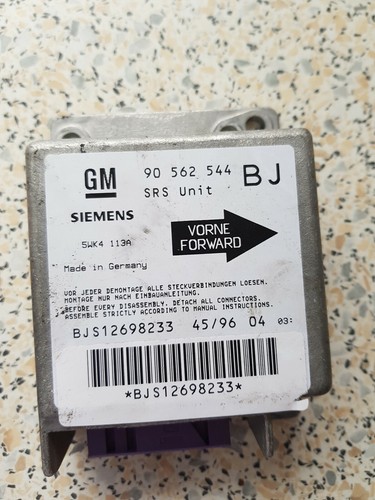 GM 90 562 544 BJ
SRS Unit
SIEMENS
5WK4 113A
VORNE
FORWARD
Made in Germany
VOR JEDER DEMONTAGE ALLE STECKVERBINDUNGEN LOESEN.
MONTAGE NUR NACH EINBAUANLEITUNG.
BEFORE EVERY DISASSEMBLY. DETACH ALL CONNECTORS.
ASSEMBLE STRICTLY ACCORDING TO MANUAL INSTRUCTIONS.
BJS12698233 45/96 04 03:
*BJS12698233*